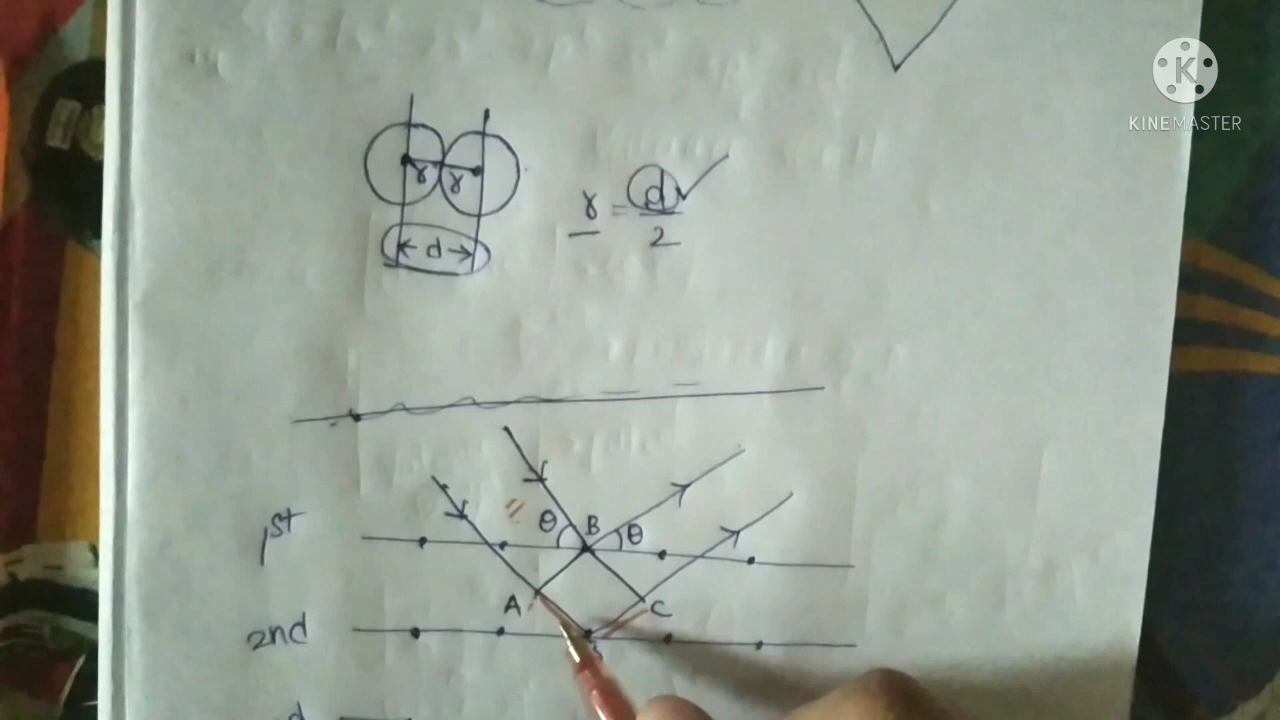 K
KINEMASTER
r r
r = d/2
d
1st
θ B θ
A C
2nd
d